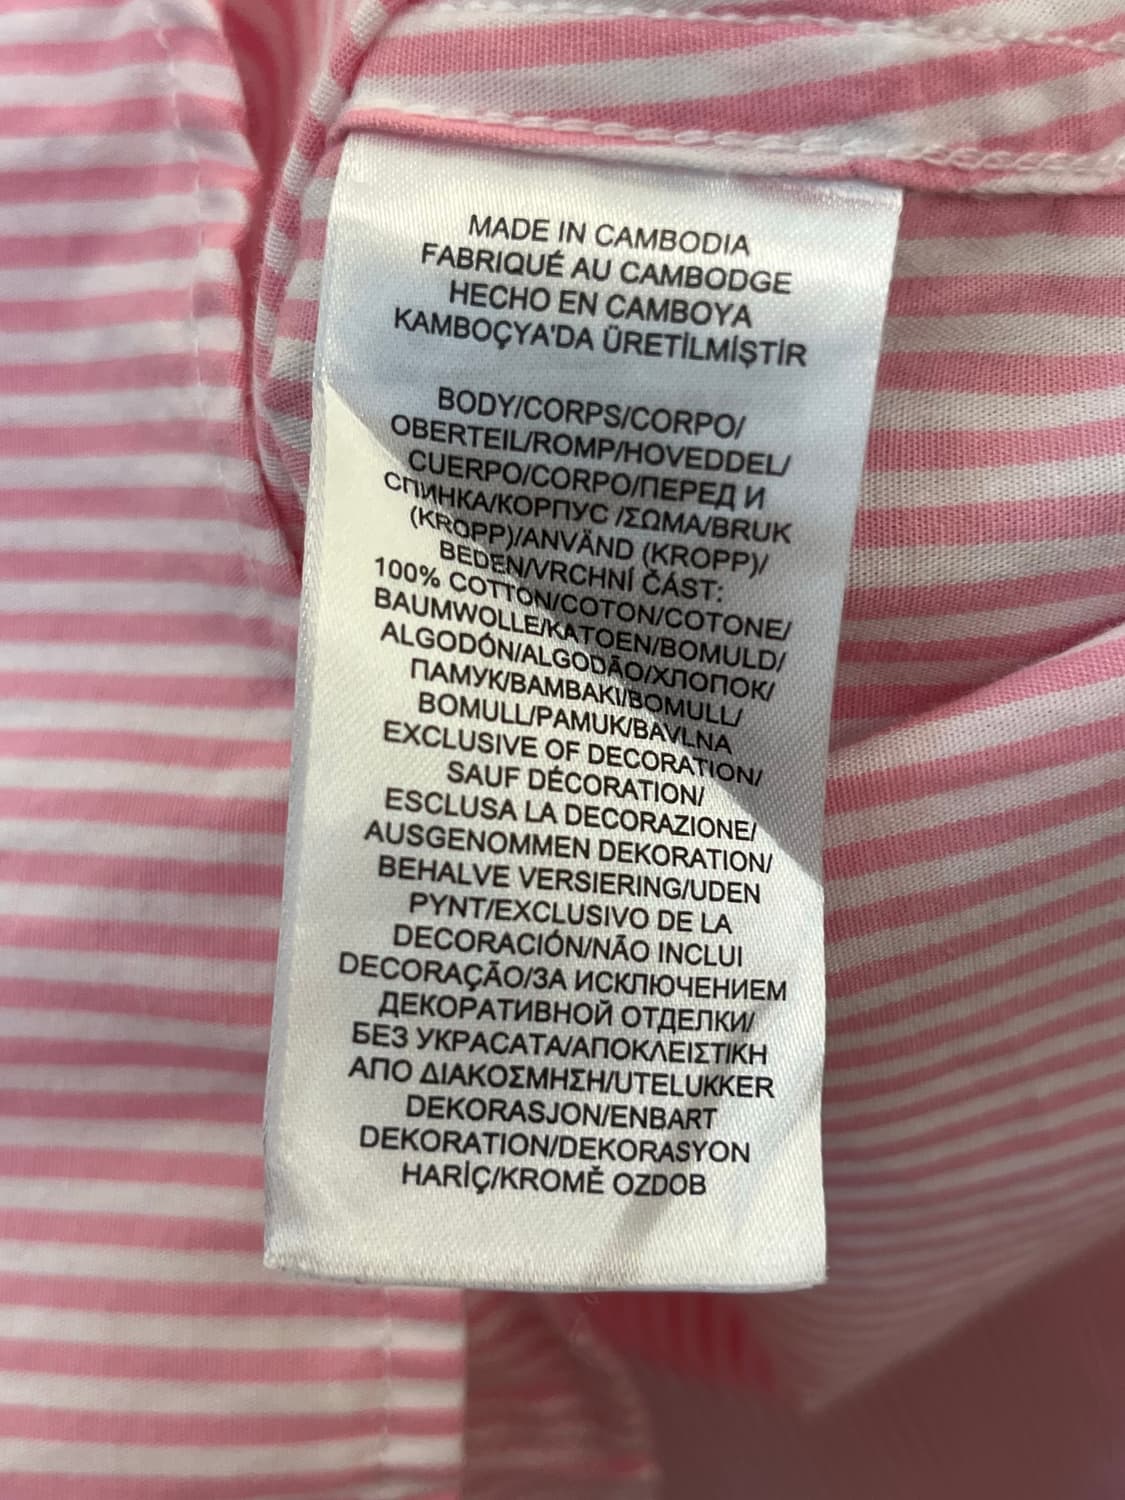 MADE IN CAMBODIA
FABRIQUÉ AU CAMBODGE
HECHO EN CAMBOYA
KAMBOÇYA'DA ÜRETİLMİŞTİR
BODY/CORPS/CORPO/
OBERTEIL/ROMP/HOVEDDEL/
CUERPO/CORPO/ПЕРЕД И
СПИНКА/КОРПУС /ΣΩΜΑ/BRUK
(KROPP)/ANVÄND (KROPP)/
BEDEN/VRCHNÍ ČÁST:
100% COTTON/COTON/COTONE/
BAUMWOLLE/KATOEN/BOMULD/
ALGODÓN/ALGODÃO/ХЛОПОК/
ПАМУК/ΒΑΜΒΑΚΙ/BOMULL/
BOMULL/PAMUK/BAVLNA
EXCLUSIVE OF DECORATION/
SAUF DÉCORATION/
ESCLUSA LA DECORAZIONE/
AUSGENOMMEN DEKORATION/
BEHALVE VERSIERING/UDEN
PYNT/EXCLUSIVO DE LA
DECORACIÓN/NÃO INCLUI
DECORAÇÃO/ЗА ИСКЛЮЧЕНИЕМ
ДЕКОРАТИВНОЙ ОТДЕЛКИ/
БЕЗ УКРАСАТА/ΑΠΟΚΛΕΙΣΤΙΚΗ
ΑΠΟ ΔΙΑΚΟΣΜΗΣΗ/UTELUKKER
DEKORASJON/ENBART
DEKORATION/DEKORASYON
HARİÇ/KROMĚ OZDOB